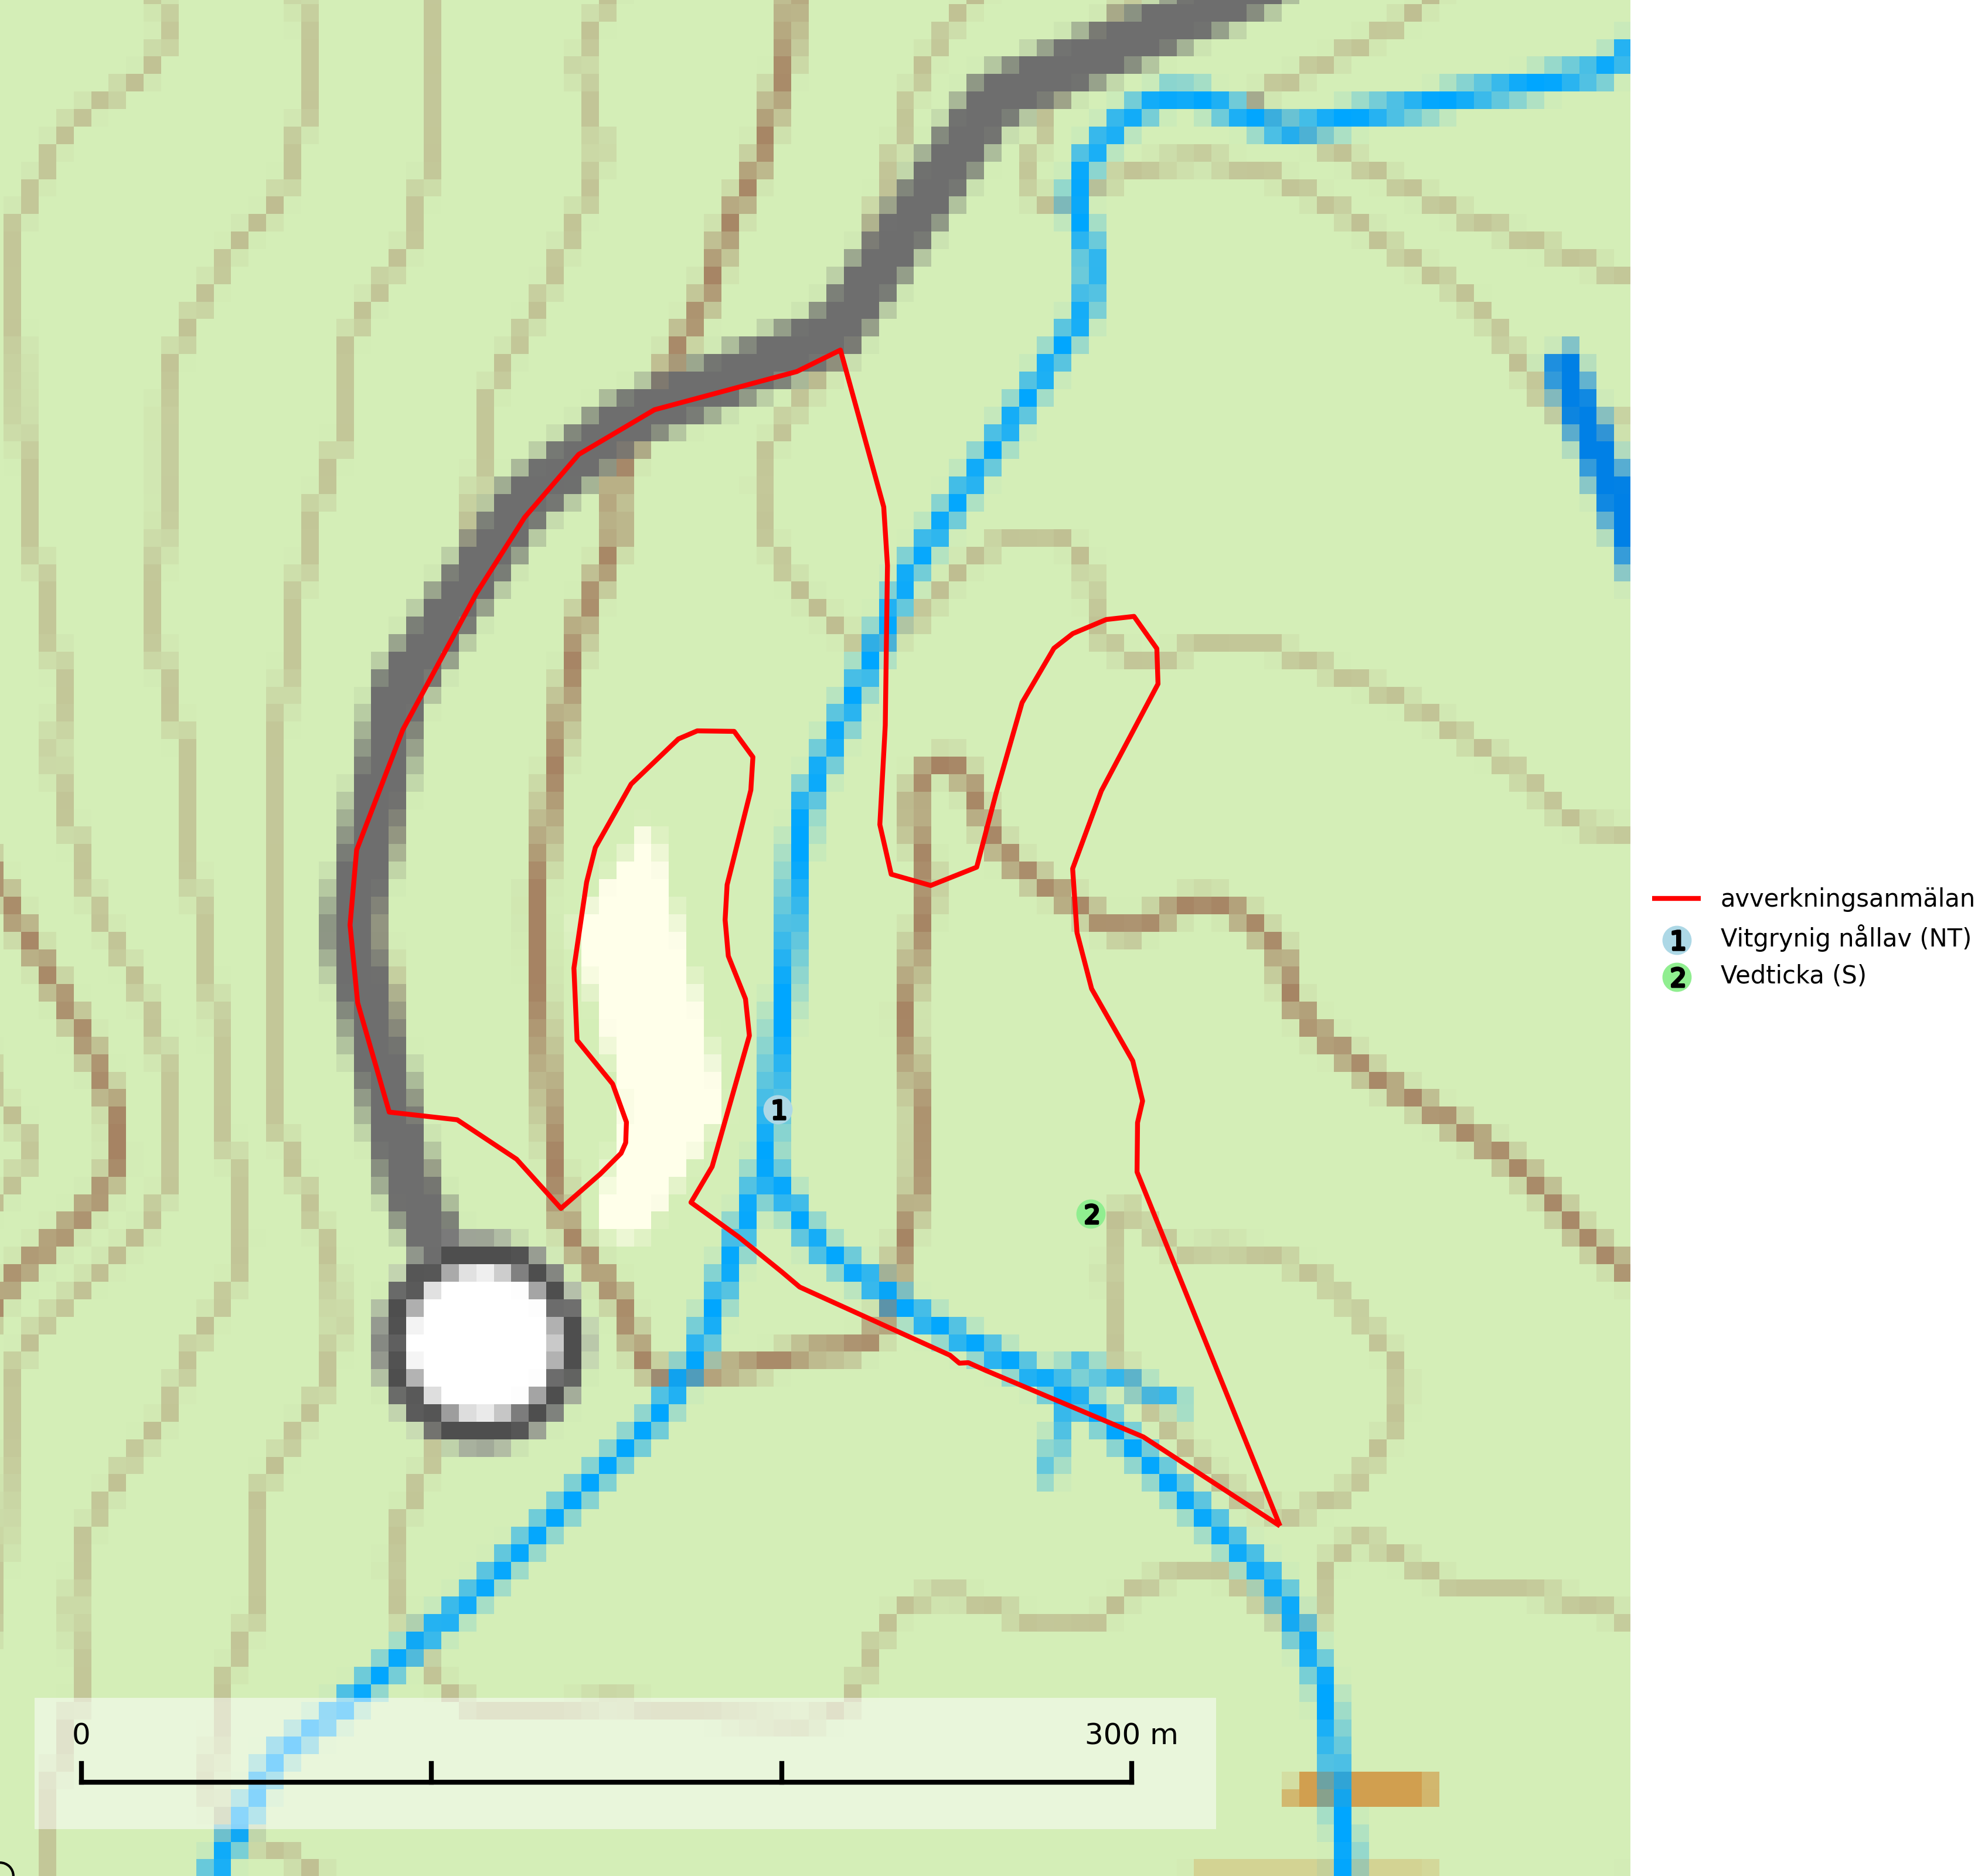 avverkningsanmälan
1 Vitgrynig nållav (NT)
2 Vedticka (S)
1
2
0 300 m